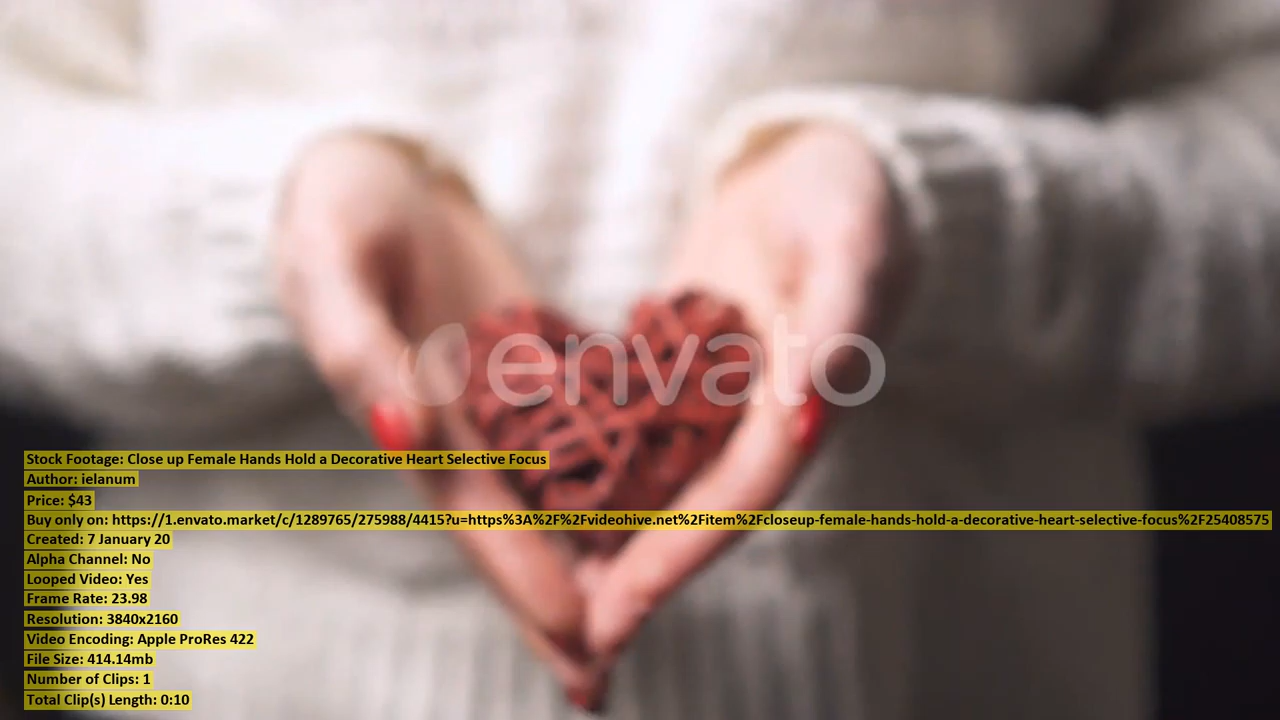 envato
Stock Footage: Close up Female Hands Hold a Decorative Heart Selective Focus
Author: ielanum
Price: $43
Buy only on: https://1.envato.market/c/1289765/275988/4415?u=https%3A%2F%2Fvideohive.net%2Fitem%2Fcloseup-female-hands-hold-a-decorative-heart-selective-focus%2F25408575
Created: 7 January 20
Alpha Channel: No
Looped Video: Yes
Frame Rate: 23.98
Resolution: 3840x2160
Video Encoding: Apple ProRes 422
File Size: 414.14mb
Number of Clips: 1
Total Clip(s) Length: 0:10